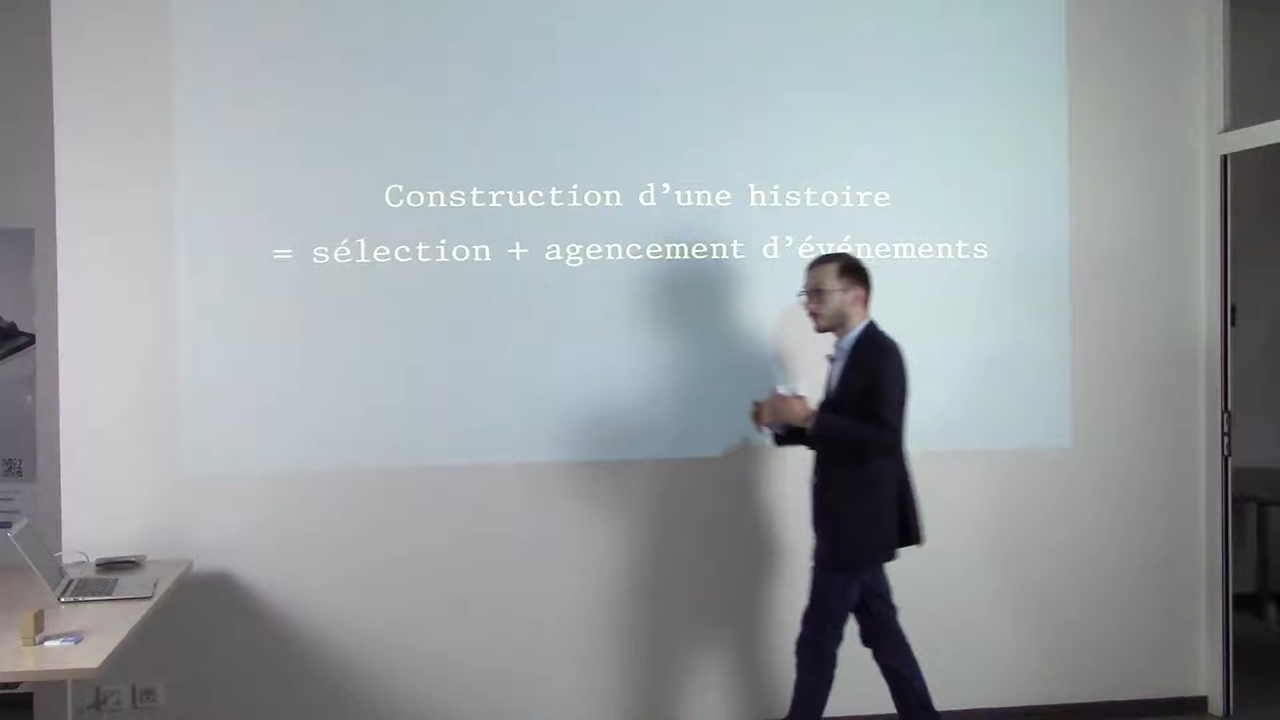 Construction d’une histoire
= sélection + agencement d’événements